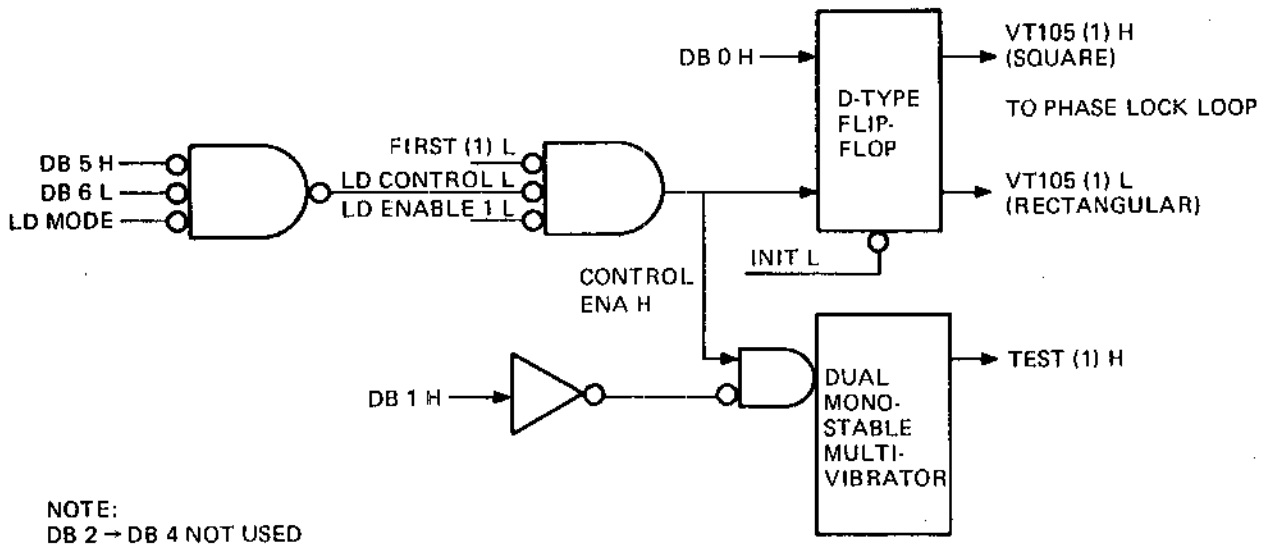 DB 0 H
VT105 (1) H
(SQUARE)
D-TYPE
FLIP-
FLOP
TO PHASE LOCK LOOP
FIRST (1) L
DB 5 H
DB 6 L
LD MODE
LD CONTROL L
LD ENABLE 1 L
VT105 (1) L
(RECTANGULAR)
INIT L
CONTROL
ENA H
DB 1 H
DUAL
MONO-
STABLE
MULTI-
VIBRATOR
TEST (1) H
NOTE:
DB 2 → DB 4 NOT USED